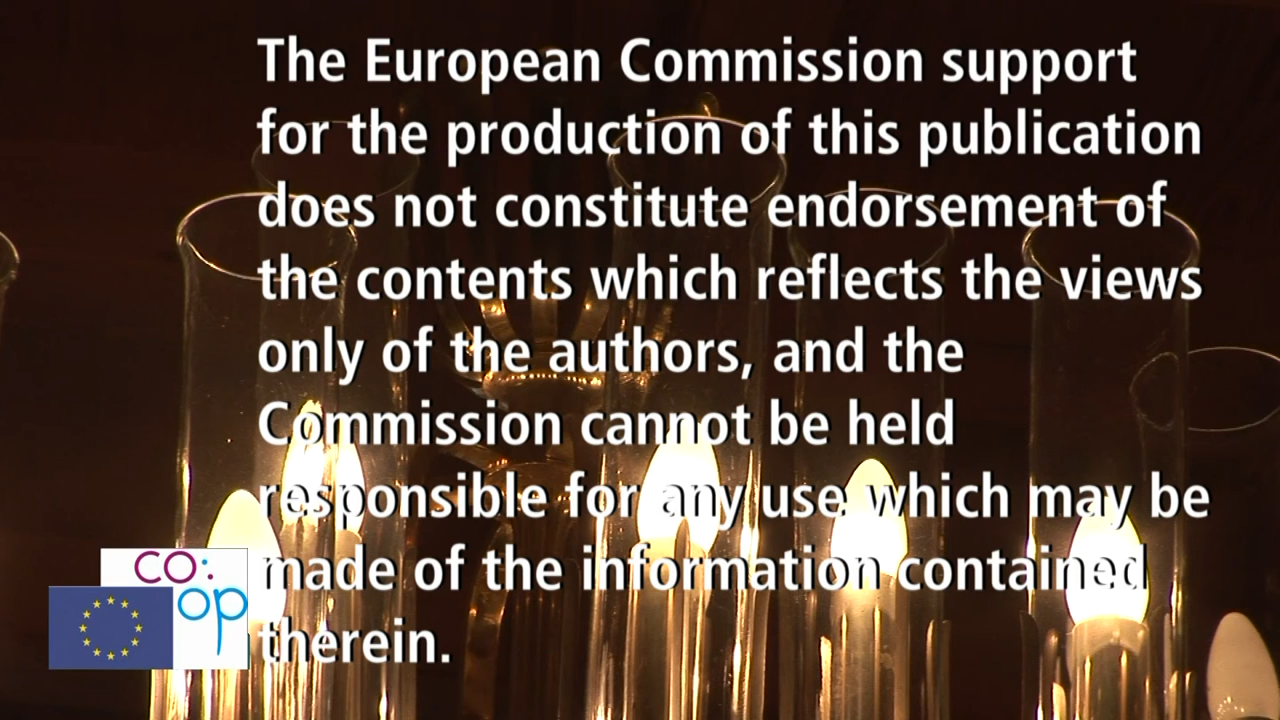 The European Commission support
for the production of this publication
does not constitute endorsement of
the contents which reflects the views
only of the authors, and the
Commission cannot be held
responsible for any use which may be
made of the information contained
therein.
co:
op